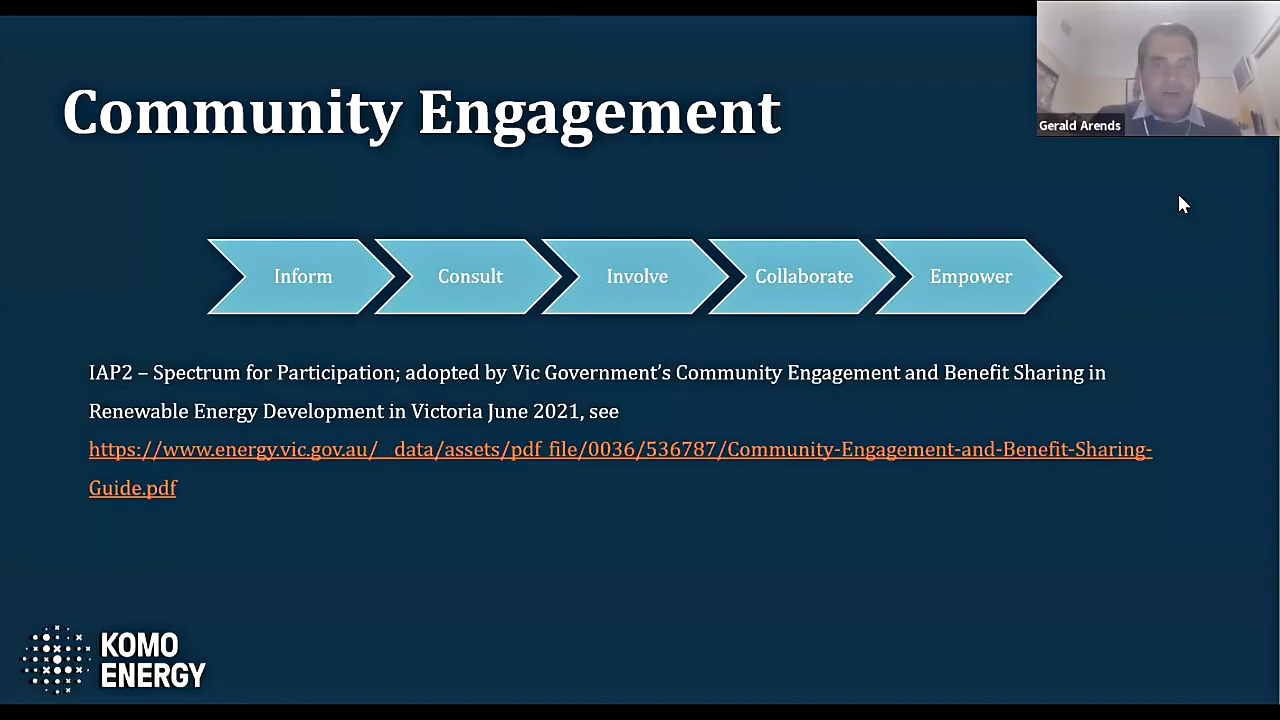 Community Engagement
Gerald Arends
Inform
Consult
Involve
Collaborate
Empower
IAP2 – Spectrum for Participation; adopted by Vic Government's Community Engagement and Benefit Sharing in
Renewable Energy Development in Victoria June 2021, see
https://www.energy.vic.gov.au/__data/assets/pdf_file/0036/536787/Community-Engagement-and-Benefit-Sharing-
Guide.pdf
KOMO
ENERGY